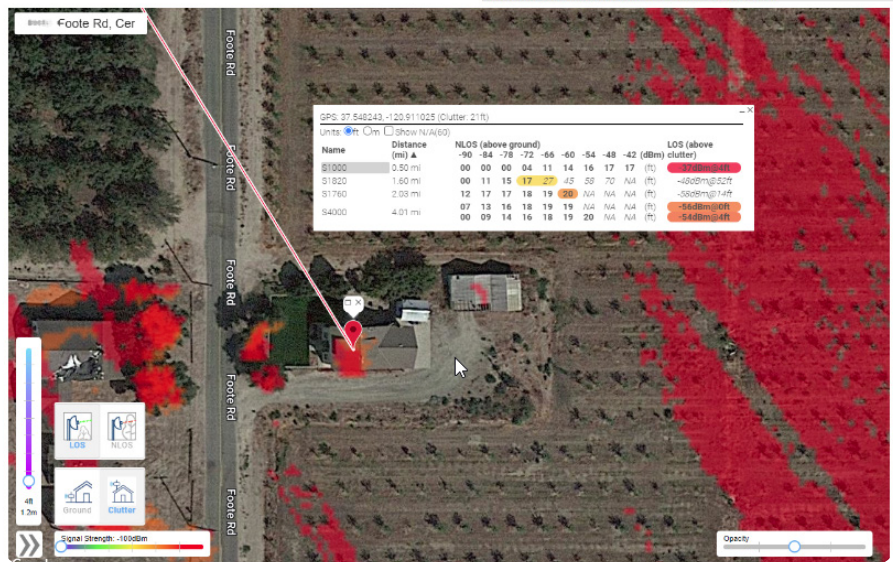 Foote Rd, Cer
Foote Rd
GPS: 37.548243, -120.911025 (Clutter: 21ft)
Units: ft m Show N/A(60)
Name Distance (mi) ▲ NLOS (above ground) LOS (above clutter)
-90 -84 -78 -72 -66 -60 -54 -48 -42 (dBm)
S1000 0.50 mi 00 00 00 04 11 14 16 17 17 (ft) -37dBm@4ft
Foote Rd
S1820 1.60 mi 00 11 15 17 27 45 58 70 NA (ft) -48dBm@52ft
S1760 2.03 mi 12 17 17 18 19 20 NA NA NA (ft) -58dBm@14ft
Foote Rd
S4000 4.01 mi 07 13 16 18 19 19 NA NA NA (ft) -56dBm@0ft
00 09 14 16 18 19 20 NA NA (ft) -54dBm@4ft
Foote Rd
Foote Rd
LOS NLOS
4ft
1.2m
Ground Clutter
Foote Rd
Signal Strength: -100dBm
Opacity